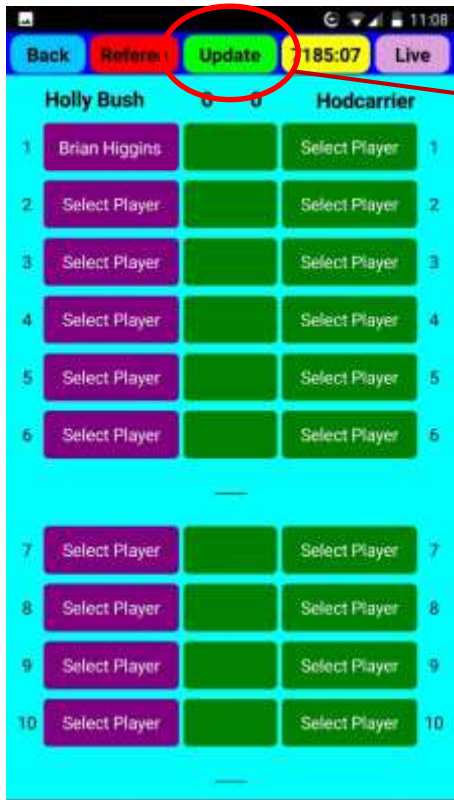 11:08
Back Referee Update 7185:07 Live
Holly Bush 0 0 Hodcarrier
1 Brian Higgins Select Player 1
2 Select Player Select Player 2
3 Select Player Select Player 3
4 Select Player Select Player 4
5 Select Player Select Player 5
6 Select Player Select Player 6
7 Select Player Select Player 7
8 Select Player Select Player 8
9 Select Player Select Player 9
10 Select Player Select Player 10